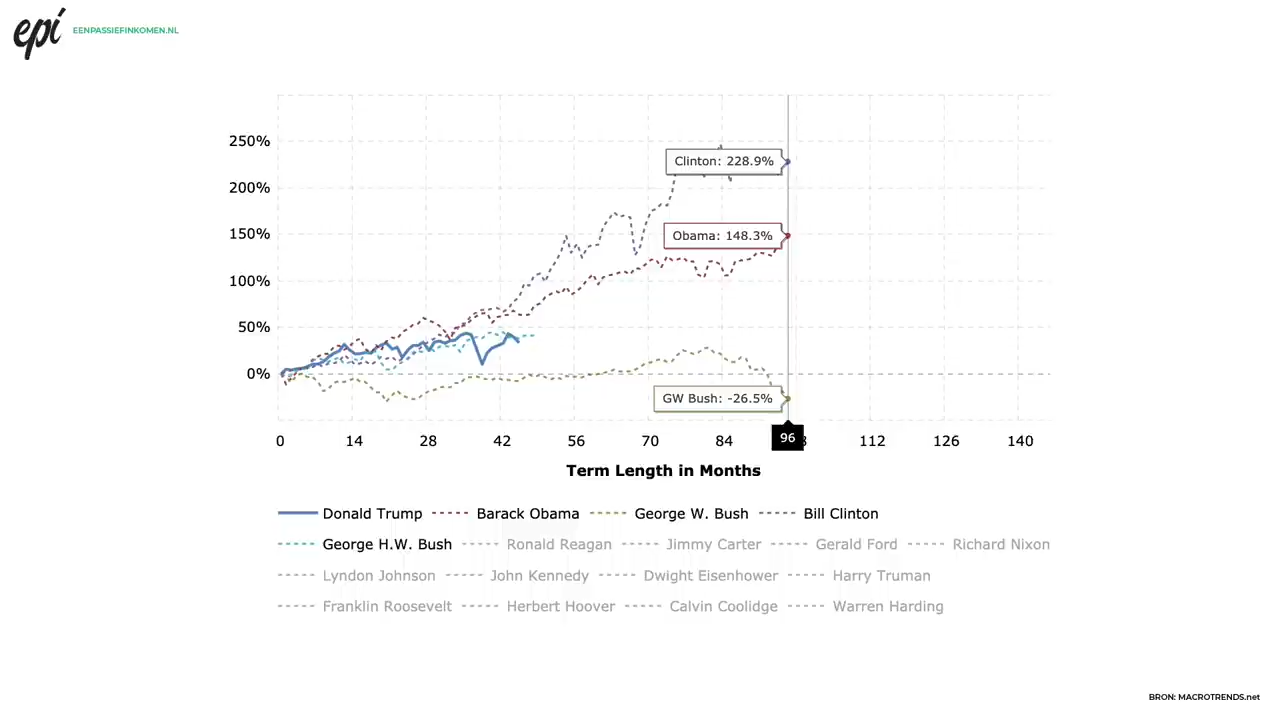 epi EENPASSIEFINKOMEN.NL
250%
Clinton: 228.9%
200%
150%
Obama: 148.3%
100%
50%
0%
GW Bush: -26.5%
0 14 28 42 56 70 84 96 112 126 140
Term Length in Months
Donald Trump Barack Obama George W. Bush Bill Clinton
George H.W. Bush Ronald Reagan Jimmy Carter Gerald Ford Richard Nixon
Lyndon Johnson John Kennedy Dwight Eisenhower Harry Truman
Franklin Roosevelt Herbert Hoover Calvin Coolidge Warren Harding
BRON: MACROTRENDS.net